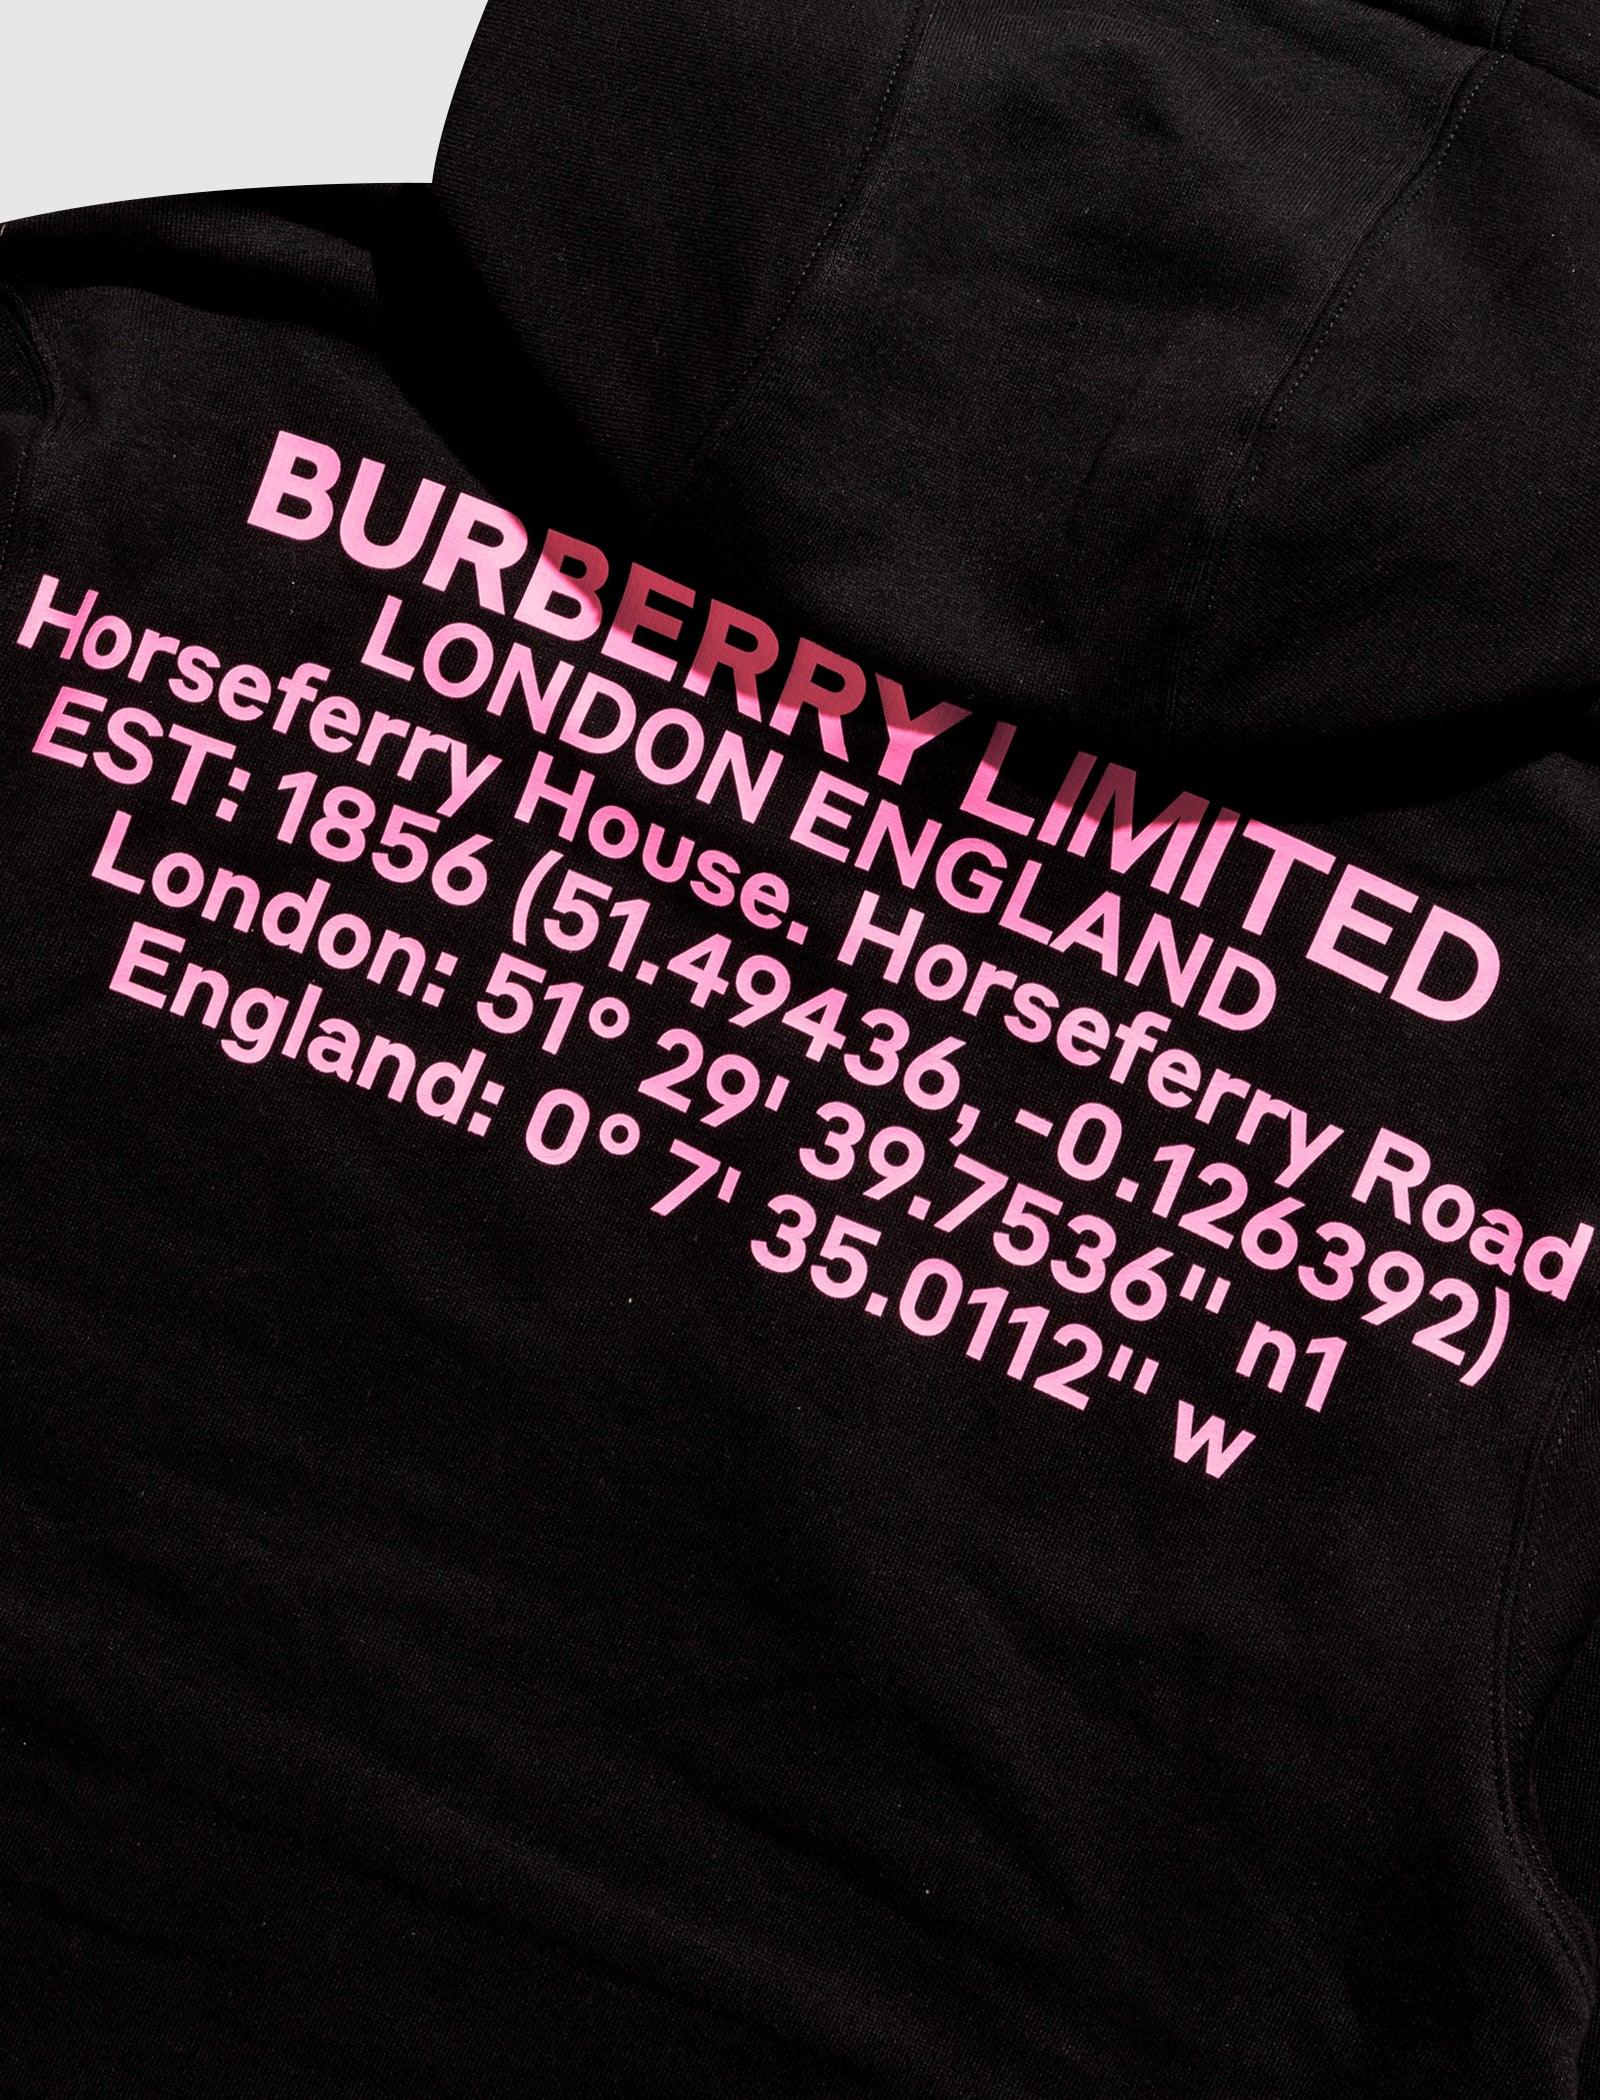 BURBERRY LIMITED
LONDON ENGLAND
Horseferry House. Horseferry Road
EST: 1856 (51.49436, -0.126392)
London: 51° 29' 39.7536" n1
England: 0° 7' 35.0112" w